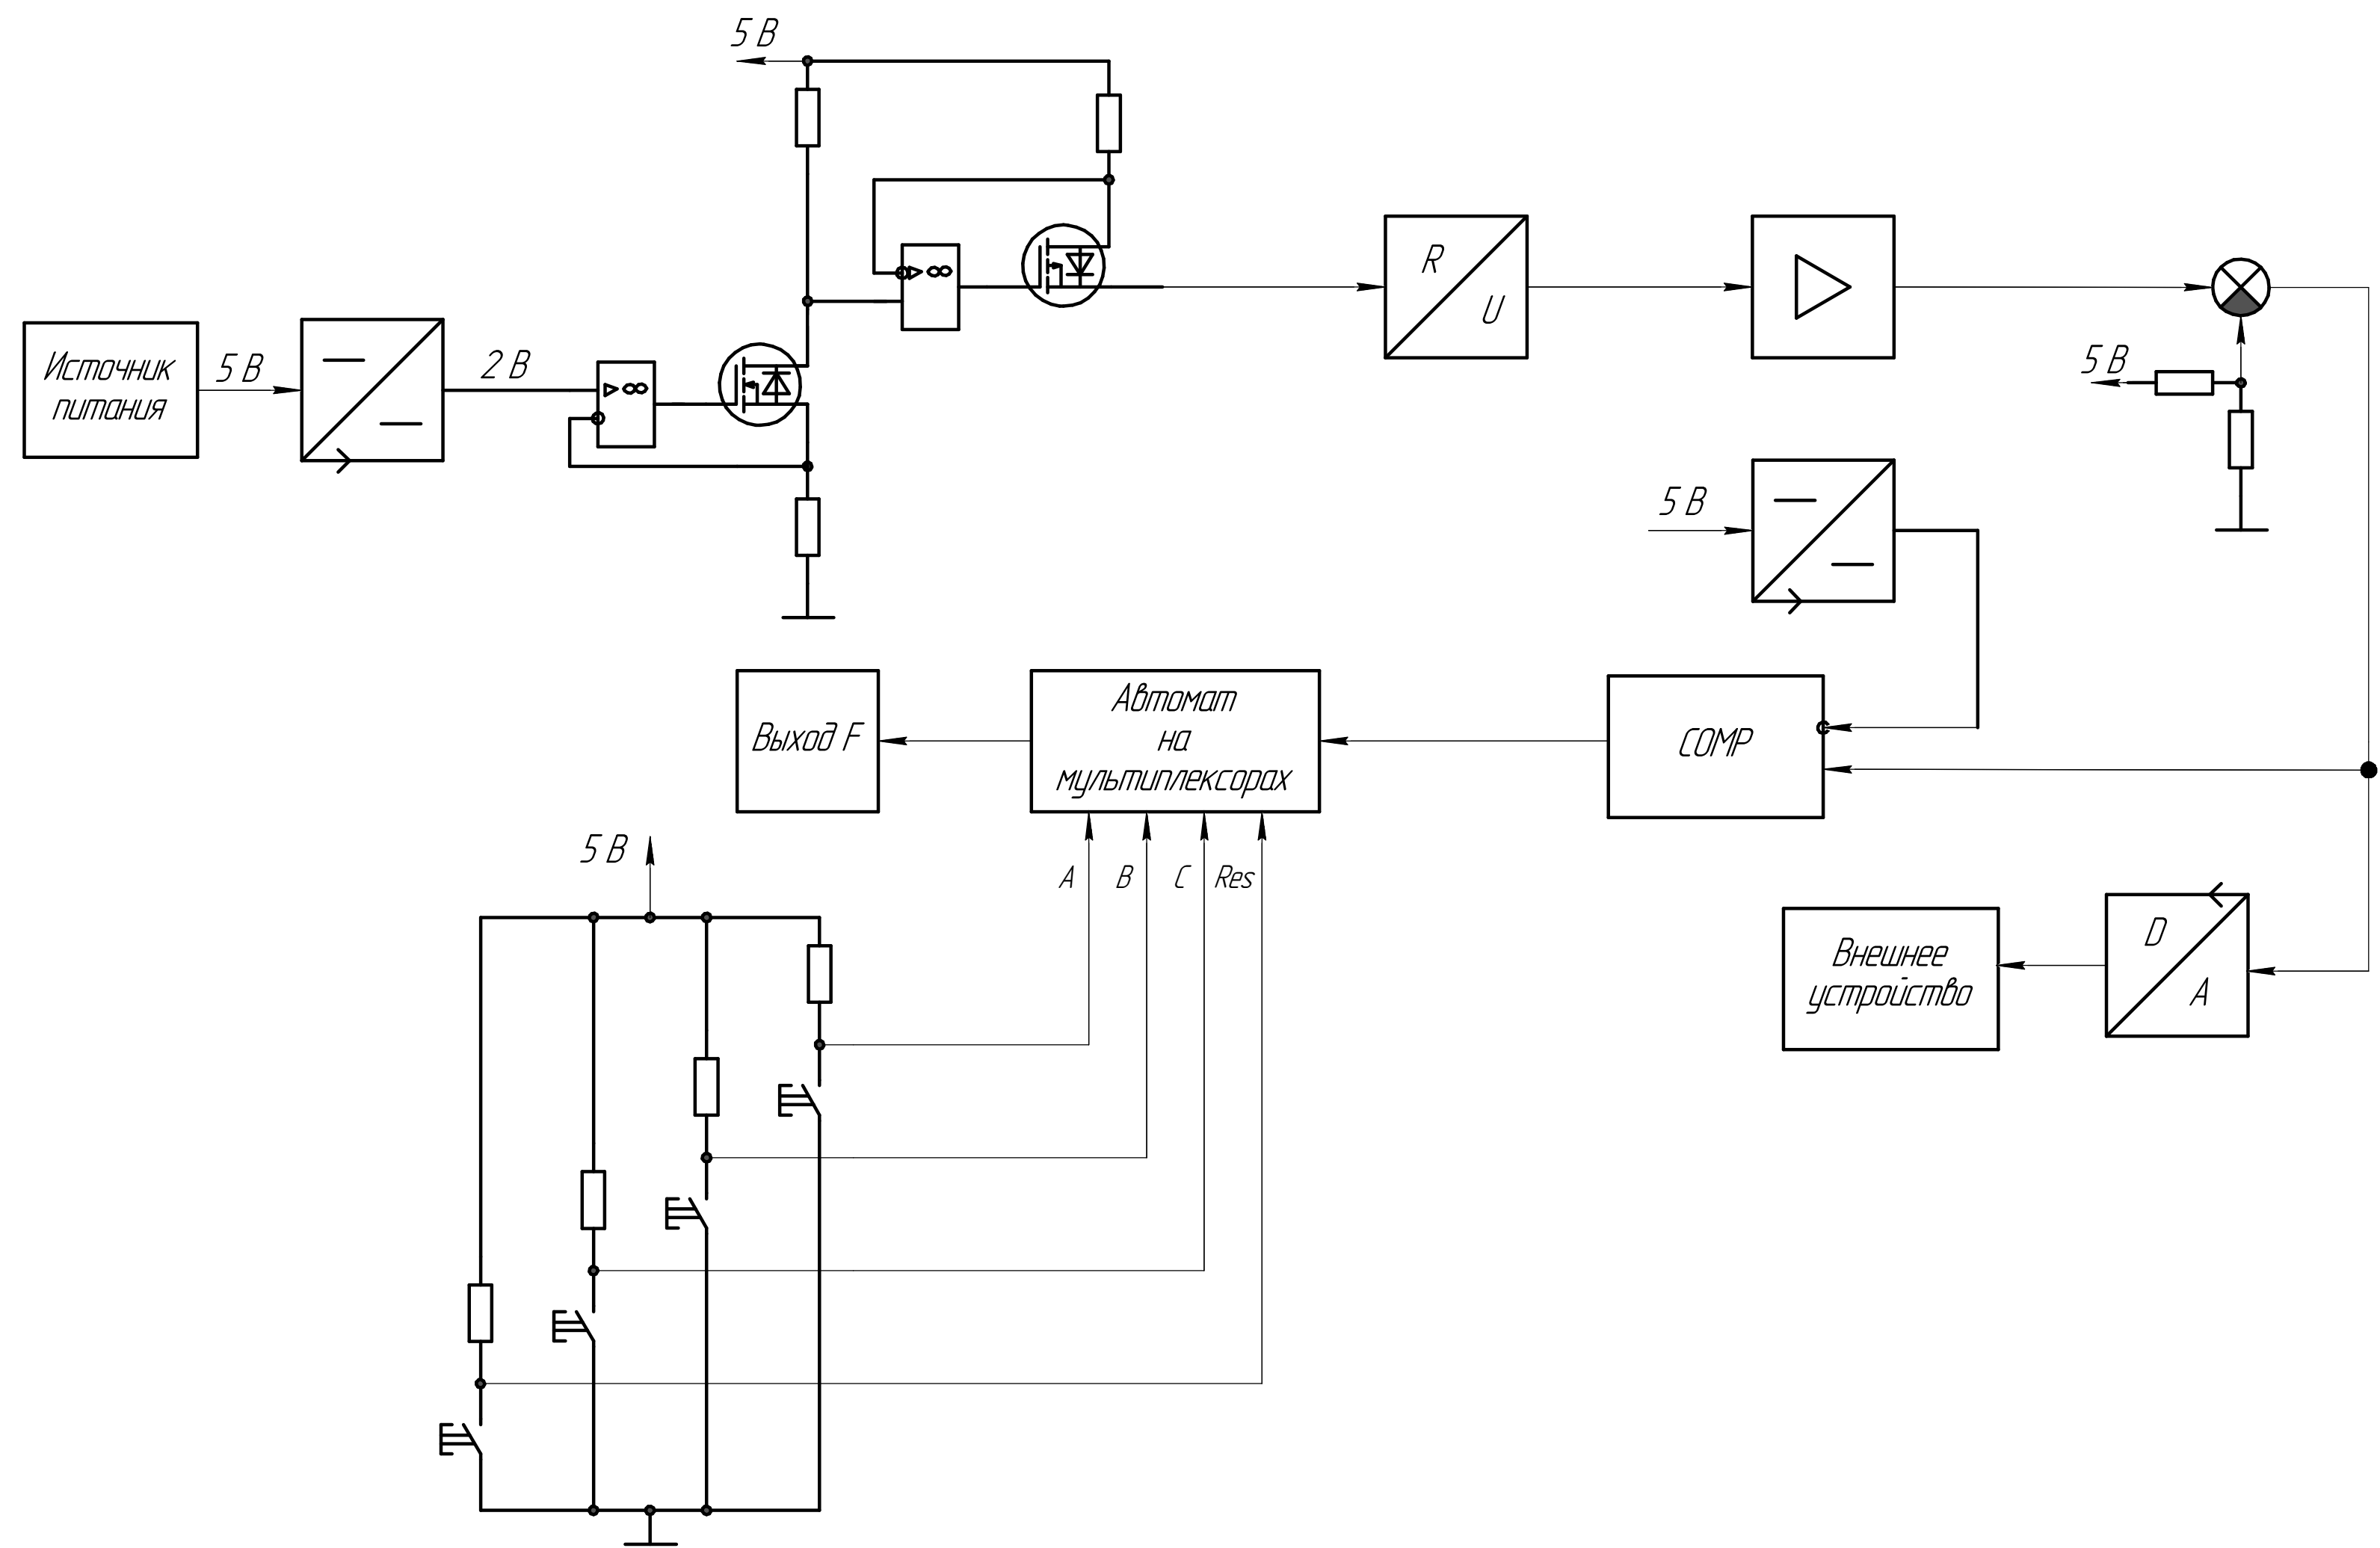 5 В
Источник
питания
5 В
2 В
▷ ∞
▷ ∞
R
U
5 В
5 В
Выход F
Автомат
на
мультиплексорах
COMP
5 В
A
B
C
Res
Внешнее
устройство
D
A